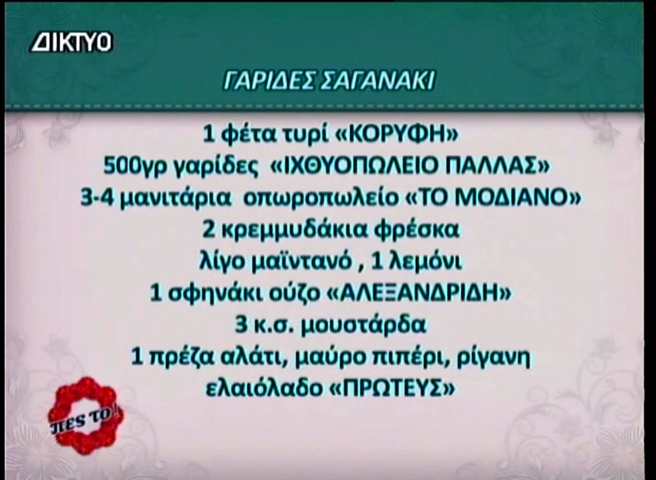 ΔΙΚΤΥΟ
ΓΑΡΙΔΕΣ ΣΑΓΑΝΑΚΙ
1 φέτα τυρί «ΚΟΡΥΦΗ»
500γρ γαρίδες «ΙΧΘΥΟΠΩΛΕΙΟ ΠΑΛΛΑΣ»
3-4 μανιτάρια οπωροπωλείο «ΤΟ ΜΟΔΙΑΝΟ»
2 κρεμμυδάκια φρέσκα
λίγο μαϊντανό , 1 λεμόνι
1 σφηνάκι ούζο «ΑΛΕΞΑΝΔΡΙΔΗ»
3 κ.σ. μουστάρδα
1 πρέζα αλάτι, μαύρο πιπέρι, ρίγανη
ελαιόλαδο «ΠΡΩΤΕΥΣ»
πες το!